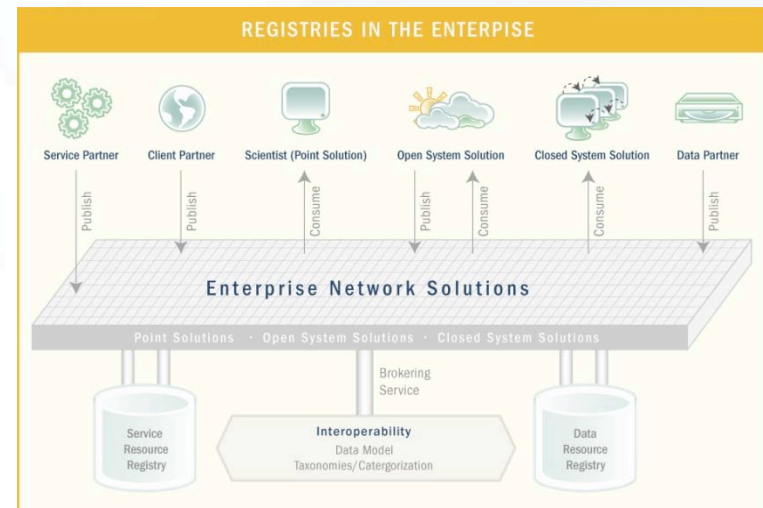 REGISTRIES IN THE ENTERPISE
Service Partner
Client Partner
Scientist (Point Solution)
Open System Solution
Closed System Solution
Data Partner
Publish
Publish
Consume
Publish
Consume
Consume
Publish
Enterprise Network Solutions
Point Solutions · Open System Solutions · Closed System Solutions
Brokering
Service
Service
Resource
Registry
Interoperability
Data Model
Taxonomies/Catergorization
Data
Resource
Registry